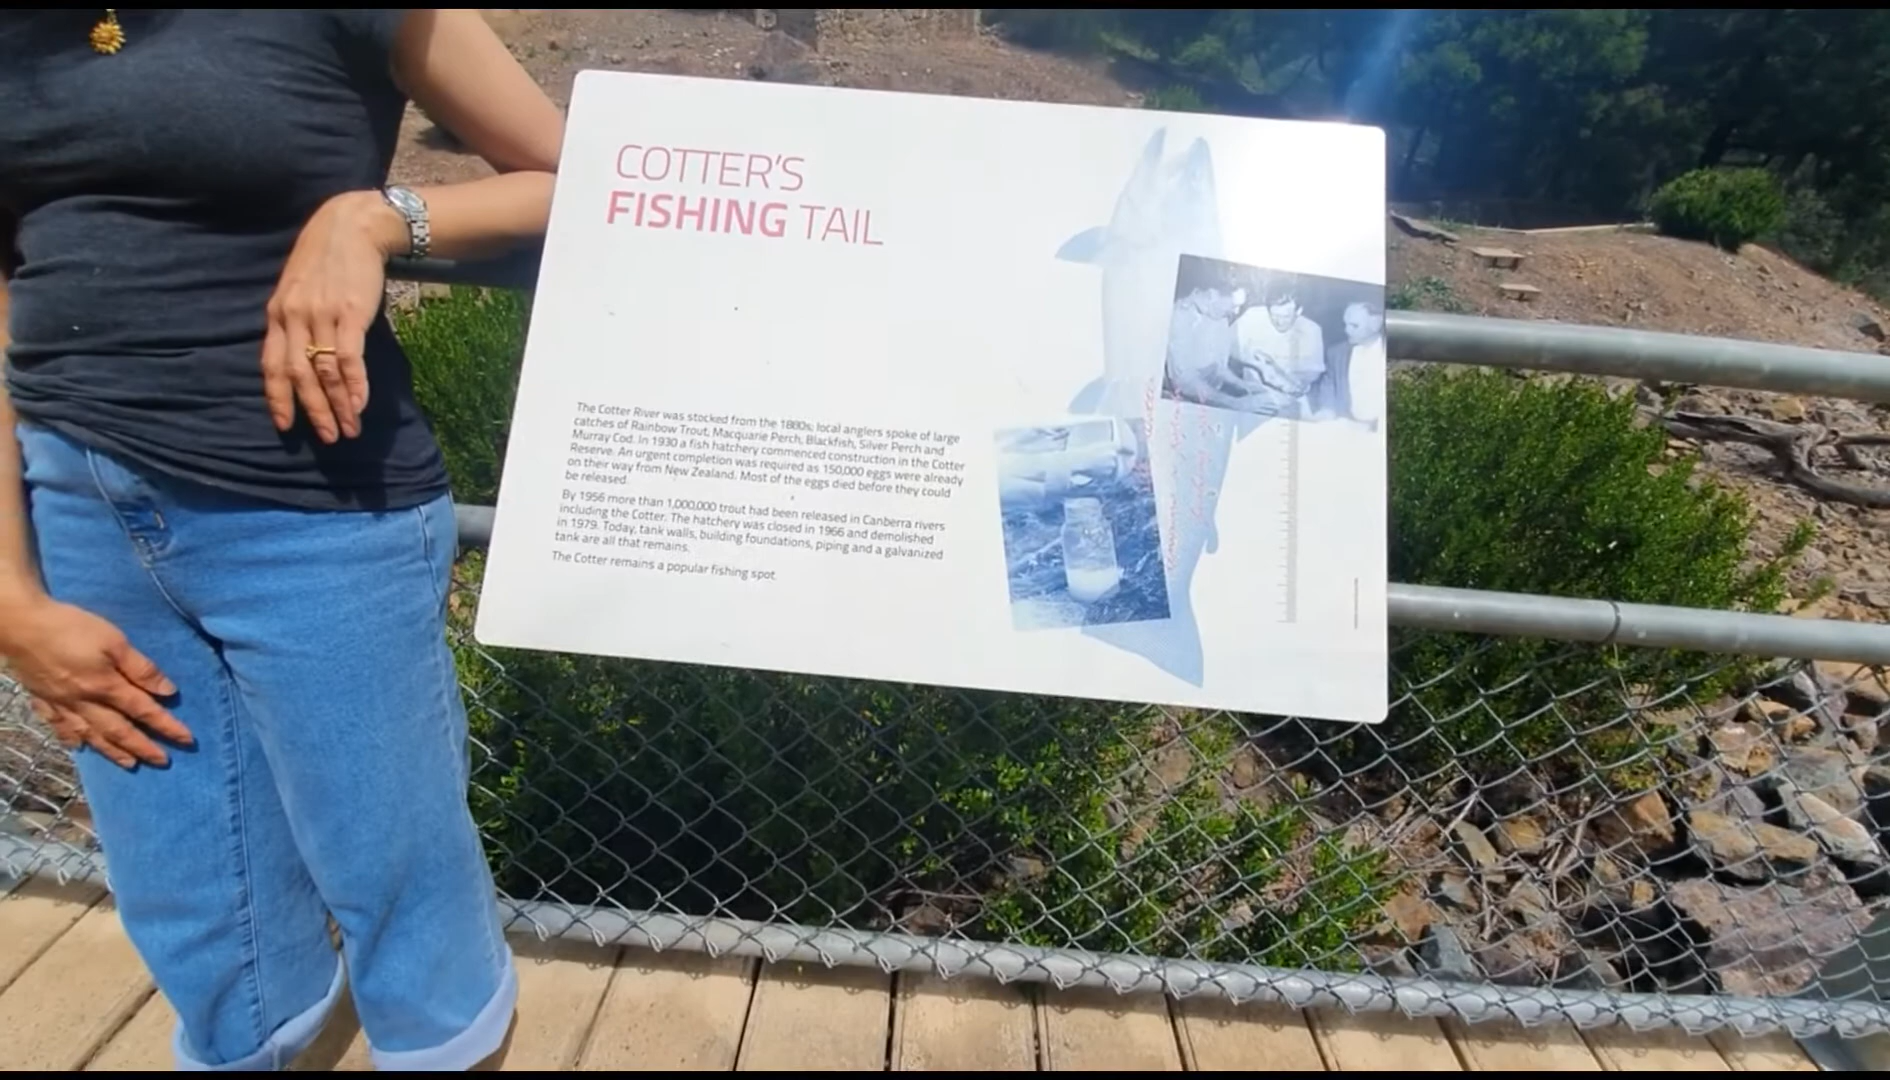 COTTER'S
FISHING TAIL
The Cotter River was stocked from the 1880s; local anglers spoke of large
catches of Rainbow Trout, Macquarie Perch, Blackfish, Silver Perch and
Murray Cod. In 1930 a fish hatchery commenced construction in the Cotter
Reserve. An urgent completion was required as 150,000 eggs were already
on their way from New Zealand. Most of the eggs died before they could
be released.
By 1956 more than 1,000,000 trout had been released in Canberra rivers
including the Cotter. The hatchery was closed in 1966 and demolished
in 1979. Today, tank walls, building foundations, piping and a galvanized
tank are all that remains.
The Cotter remains a popular fishing spot.